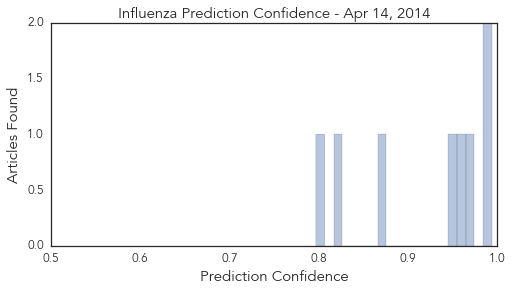 Influenza Prediction Confidence - Apr 14, 2014
Articles Found
2.0
1.5
1.0
0.5
0.0
0.5 0.6 0.7 0.8 0.9 1.0
Prediction Confidence